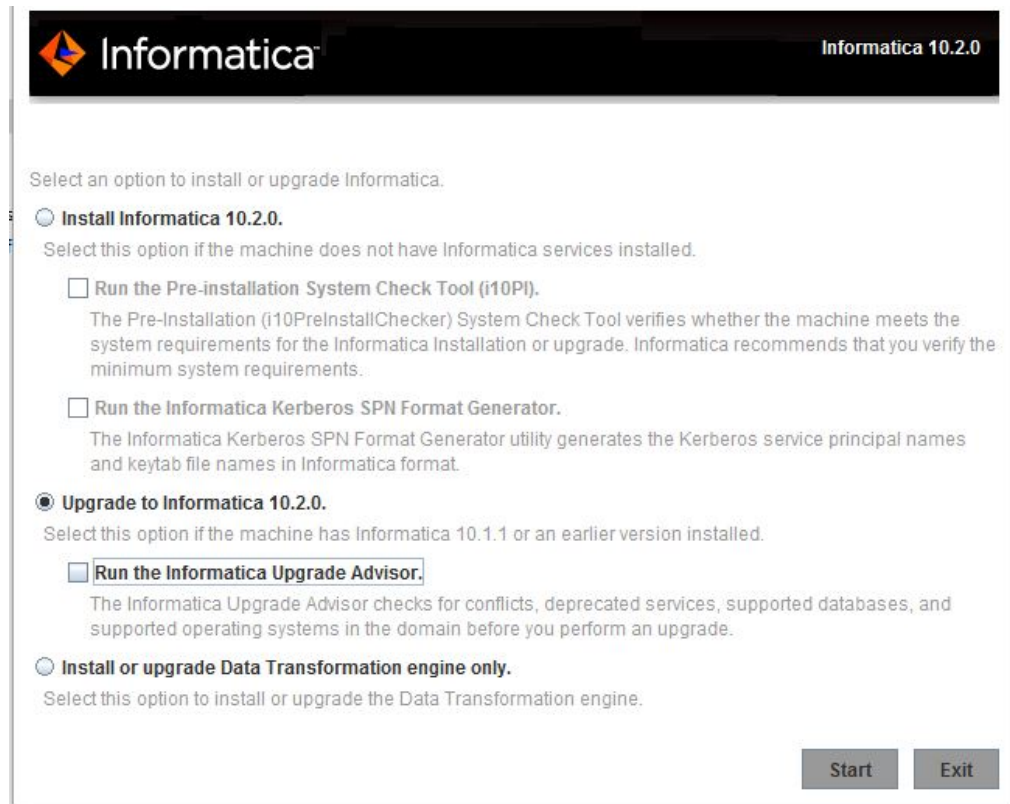 Informatica
Informatica 10.2.0
Select an option to install or upgrade Informatica.
Install Informatica 10.2.0.
Select this option if the machine does not have Informatica services installed.
Run the Pre-installation System Check Tool (i10PI).
The Pre-Installation (i10PreInstallChecker) System Check Tool verifies whether the machine meets the
system requirements for the Informatica Installation or upgrade. Informatica recommends that you verify the
minimum system requirements.
Run the Informatica Kerberos SPN Format Generator.
The Informatica Kerberos SPN Format Generator utility generates the Kerberos service principal names
and keytab file names in Informatica format.
Upgrade to Informatica 10.2.0.
Select this option if the machine has Informatica 10.1.1 or an earlier version installed.
Run the Informatica Upgrade Advisor.
The Informatica Upgrade Advisor checks for conflicts, deprecated services, supported databases, and
supported operating systems in the domain before you perform an upgrade.
Install or upgrade Data Transformation engine only.
Select this option to install or upgrade the Data Transformation engine.
Start
Exit